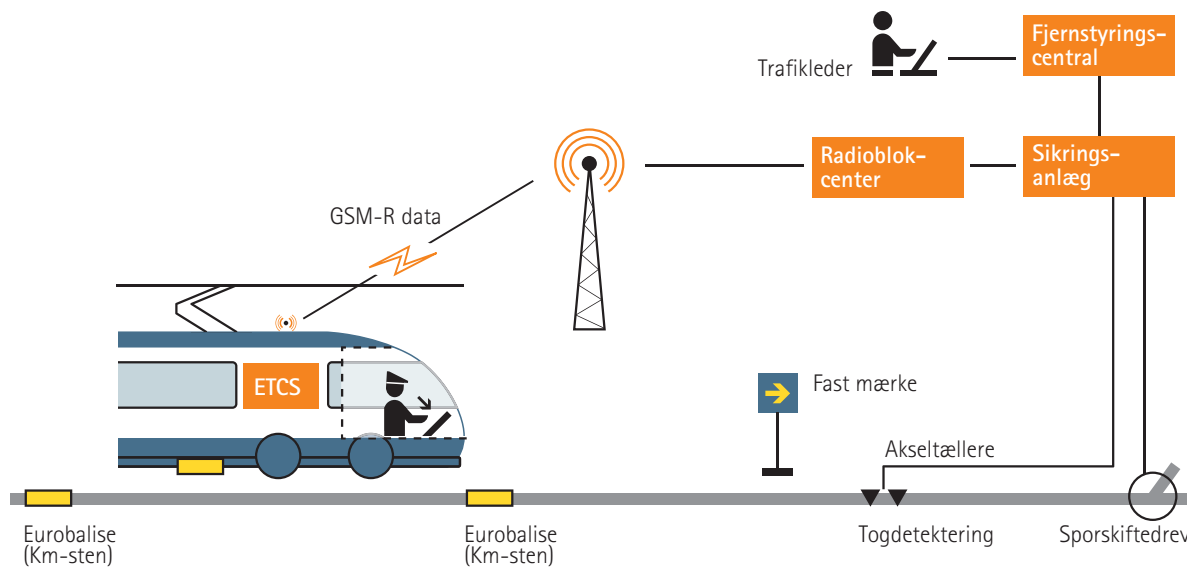 Fjernstyrings-
central
Trafikleder
Radioblok-
center
Sikrings-
anlæg
GSM-R data
ETCS
Fast mærke
Akseltællere
Eurobalise
(Km-sten)
Eurobalise
(Km-sten)
Togdetektering
Sporskiftedrev